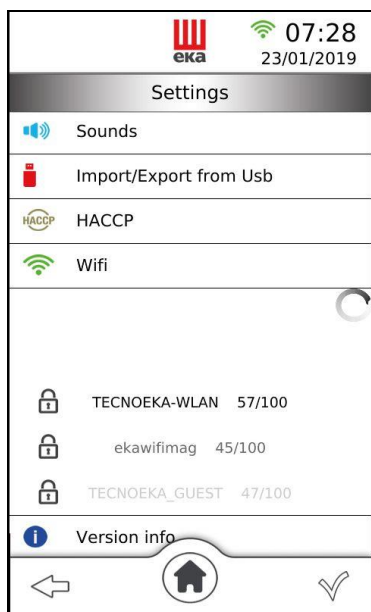 eка
07:28
23/01/2019
Settings
Sounds
Import/Export from Usb
HACCP HACCP
Wifi
TECNOEKA-WLAN 57/100
ekawifimag 45/100
TECNOEKA_GUEST 47/100
i Version info